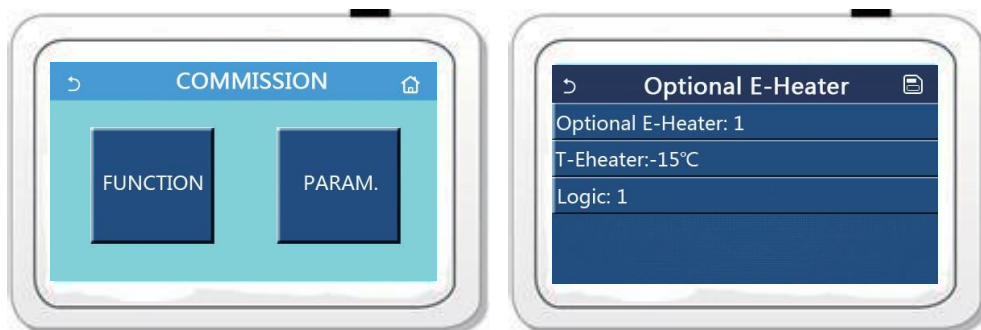 COMMISSION
FUNCTION
PARAM.
Optional E-Heater
Optional E-Heater: 1
T-Eheater:-15℃
Logic: 1